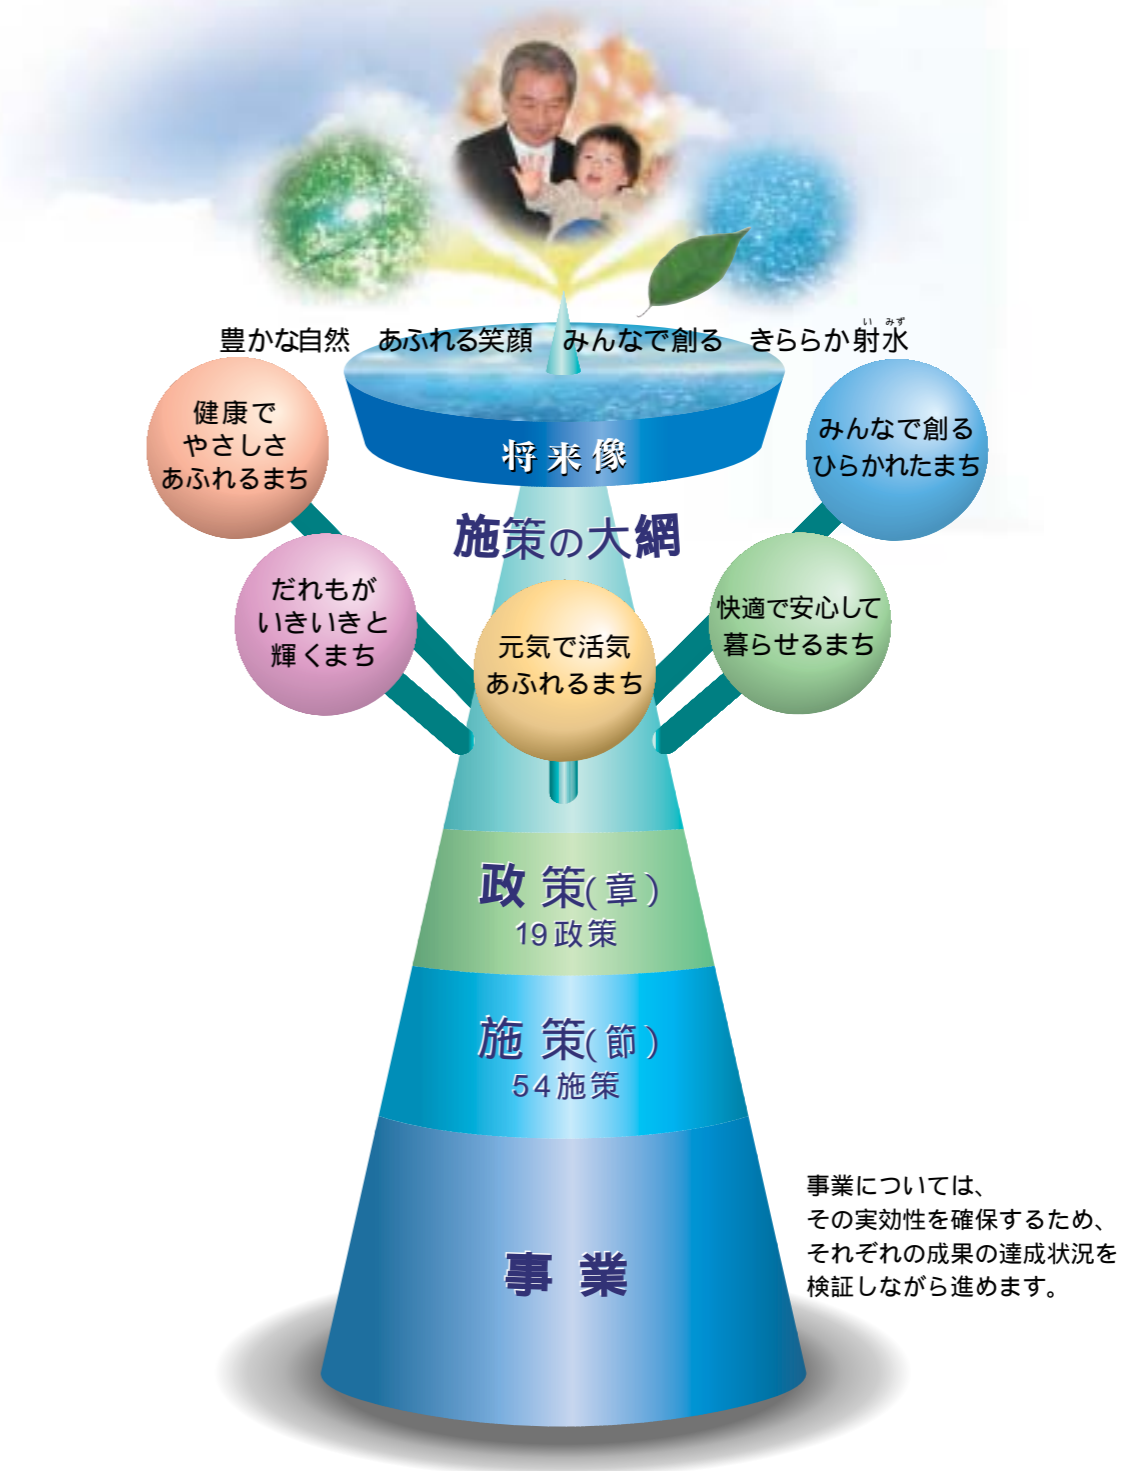 豊かな自然　あふれる笑顔　みんなで創る　きららか射水
い　みず
健康で
やさしさ
あふれるまち
みんなで創る
ひらかれたまち
将来像
施策の大綱
だれもが
いきいきと
輝くまち
元気で活気
あふれるまち
快適で安心して
暮らせるまち
政策（章）
19政策
施策（節）
54施策
事業
事業については、
その実効性を確保するため、
それぞれの成果の達成状況を
検証しながら進めます。